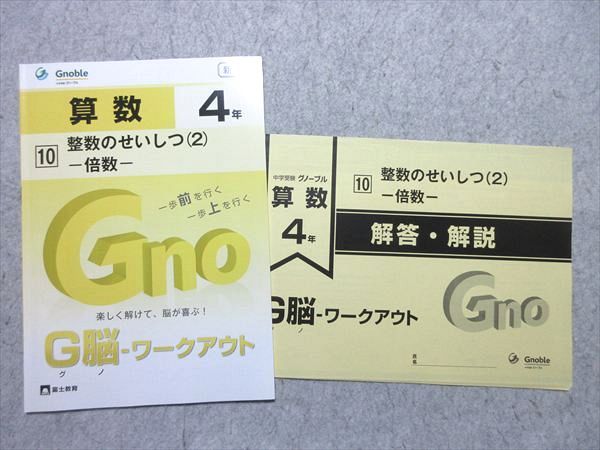 Gnoble
算数
4年
10
整数のせいしつ(2)
ー倍数ー
一歩前を行く
一歩上を行く
Gno
楽しく解けて、脳が喜ぶ！
G脳-ワークアウト
グ ノ
富士教育
中学受験 グノーブル
算数
4年
10
整数のせいしつ(2)
ー倍数ー
解答・解説
G脳-ワークアウト
ノ
Gno
氏名
Gnoble